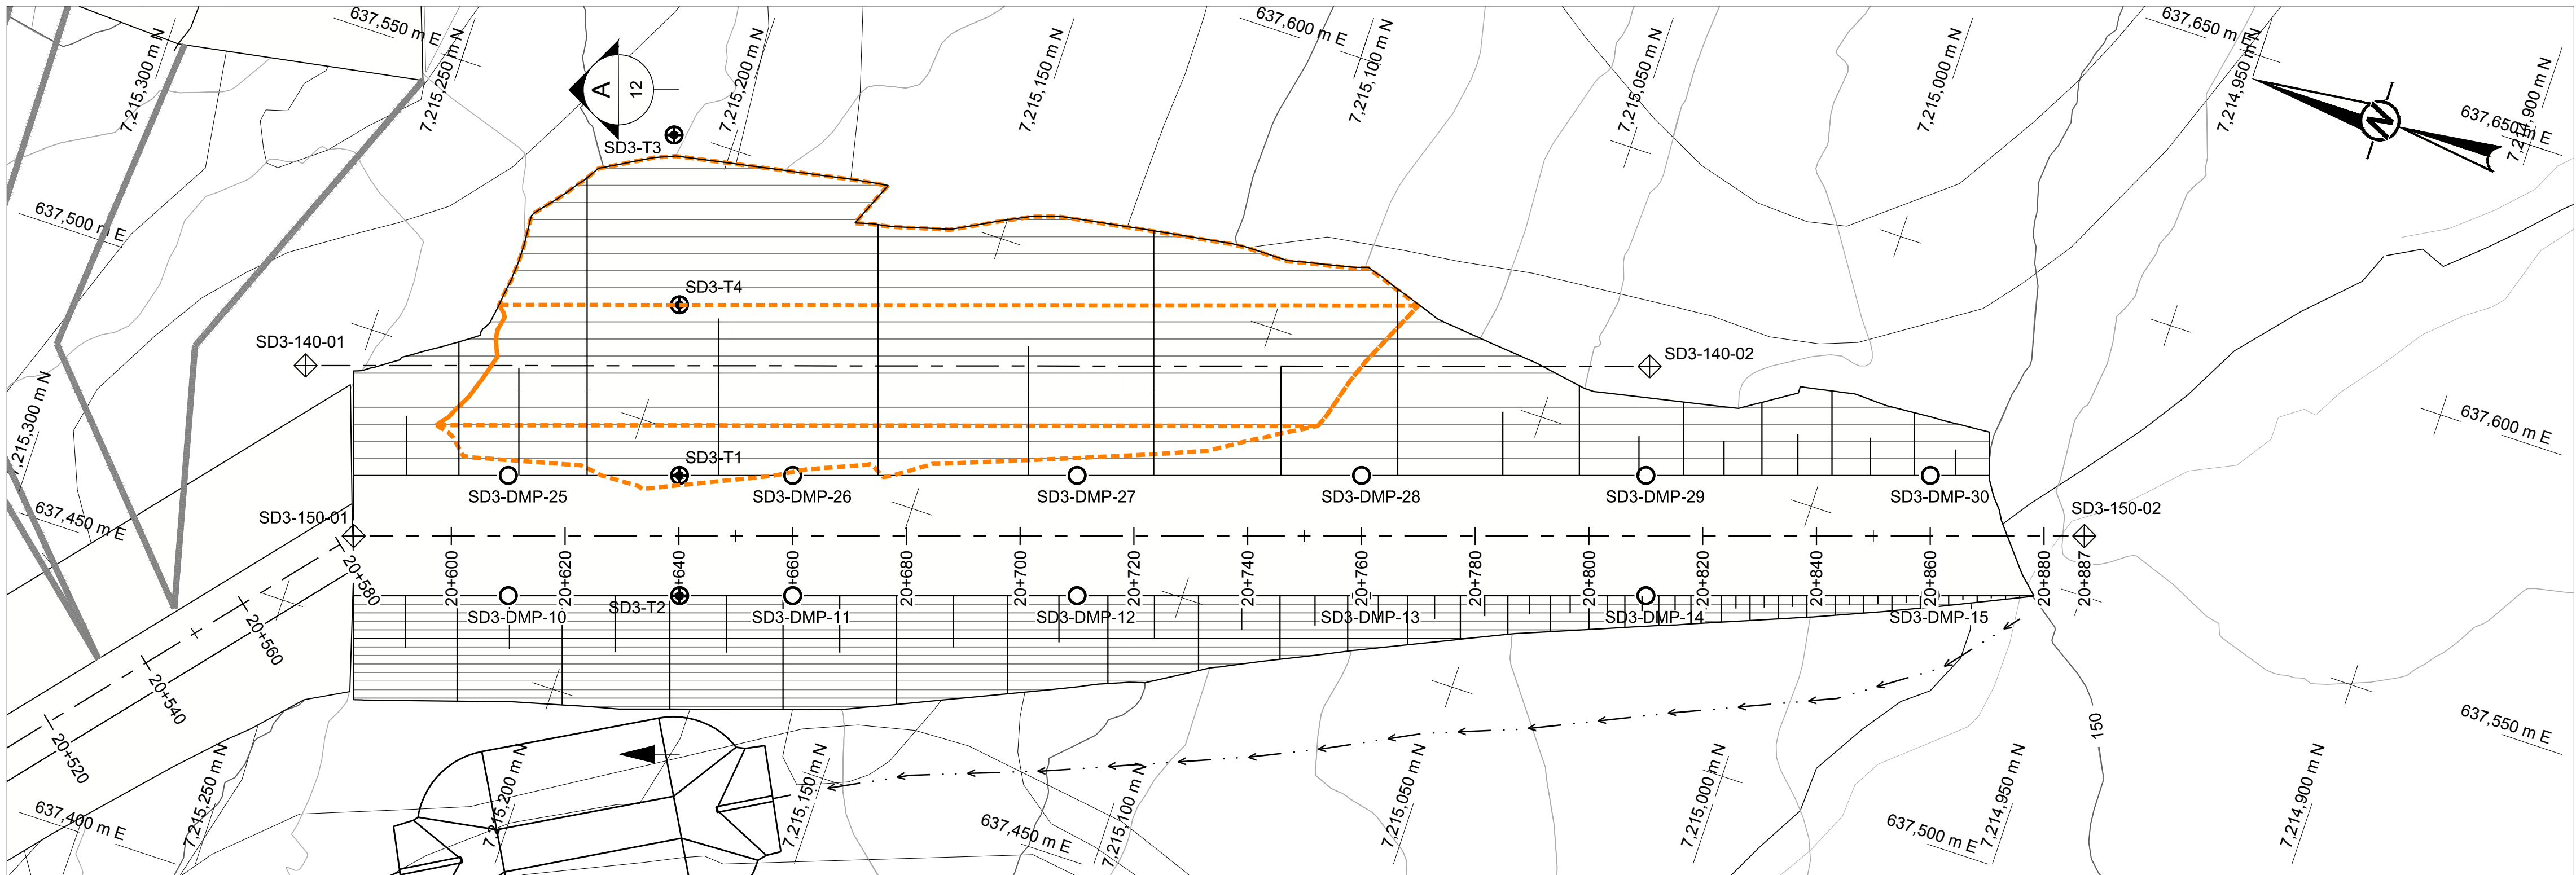 637,550 m E
637,600 m E
637,650 m E
7,215,300 m N
7,215,250 m N
7,215,200 m N
7,215,150 m N
7,215,100 m N
7,215,050 m N
7,215,000 m N
7,214,950 m N
7,214,900 m N
A
12
N
637,650 m E
SD3-T3
637,500 m E
SD3-T4
SD3-140-01
SD3-140-02
7,215,300 m N
637,600 m E
SD3-T1
SD3-DMP-25
SD3-DMP-26
SD3-DMP-27
SD3-DMP-28
SD3-DMP-29
SD3-DMP-30
637,450 m E
SD3-150-01
SD3-150-02
20+580
20+600
20+620
20+640
20+660
20+680
20+700
20+720
20+740
20+760
20+780
20+800
20+820
20+840
20+860
20+880
20+887
SD3-T2
SD3-DMP-10
SD3-DMP-11
SD3-DMP-12
SD3-DMP-13
SD3-DMP-14
SD3-DMP-15
20+560
20+540
20+520
150
637,550 m E
637,400 m E
7,215,250 m N
7,215,200 m N
7,215,150 m N
637,450 m E
7,215,100 m N
7,215,050 m N
7,215,000 m N
637,500 m E
7,214,950 m N
7,214,900 m N